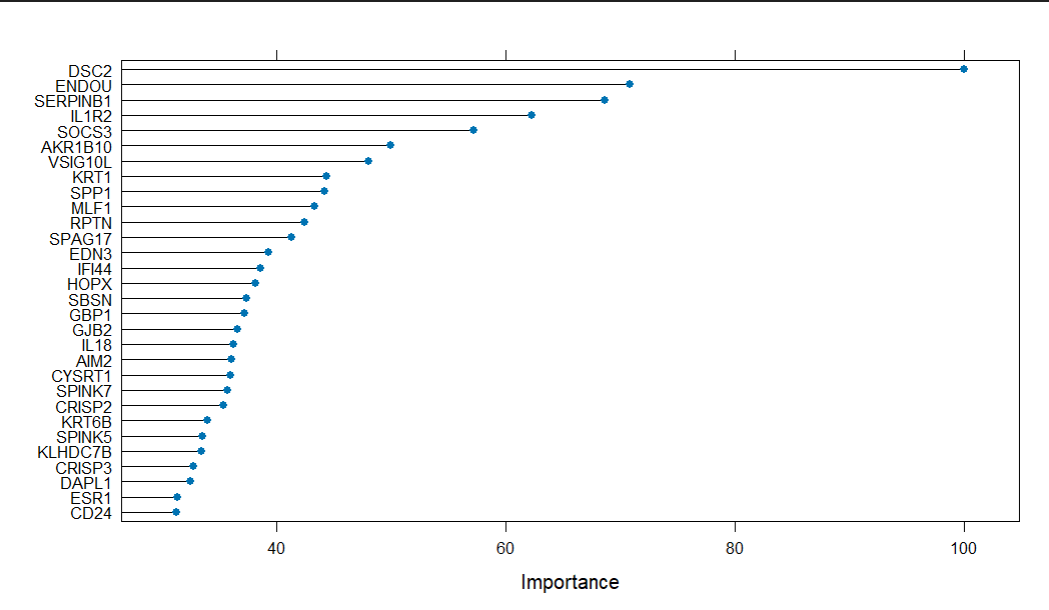 DSC2
ENDOU
SERPINB1
IL1R2
SOCS3
AKR1B10
VSIG10L
KRT1
SPP1
MLF1
RPTN
SPAG17
EDN3
IFI44
HOPX
SBSN
GBP1
GJB2
IL18
AIM2
CYSRT1
SPINK7
CRISP2
KRT6B
SPINK5
KLHDC7B
CRISP3
DAPL1
ESR1
CD24
40 60 80 100
Importance